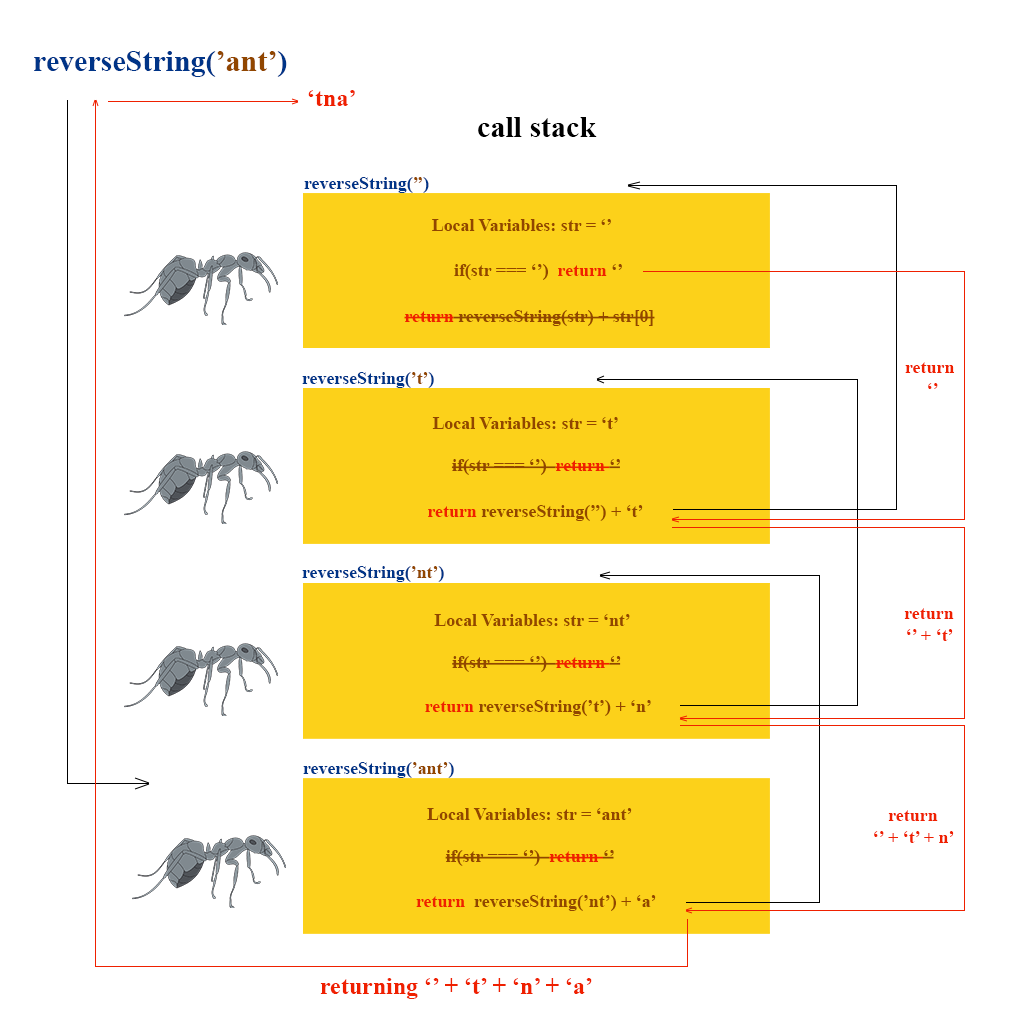 reverseString(’ant’)
‘tna’
call stack
reverseString(’’)
Local Variables: str = ‘’
if(str === ‘’) return ‘’
return reverseString(str) + str[0]
return
‘’
reverseString(’t’)
Local Variables: str = ‘t’
if(str === ‘’) return ‘’
return reverseString(’’) + ‘t’
reverseString(’nt’)
Local Variables: str = ‘nt’
if(str === ‘’) return ‘’
return reverseString(’t’) + ‘n’
return
‘’ + ‘t’
reverseString(’ant’)
Local Variables: str = ‘ant’
if(str === ‘’) return ‘’
return reverseString(’nt’) + ‘a’
return
‘’ + ‘t’ + n’
returning ‘’ + ‘t’ + ‘n’ + ‘a’